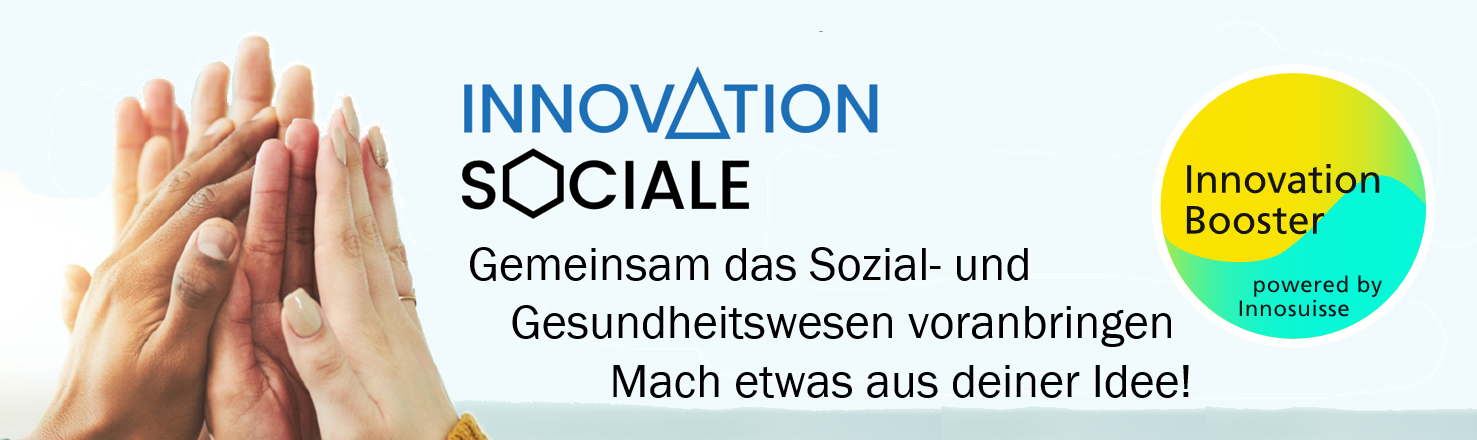 INNOVATION
SOCIALE
Gemeinsam das Sozial- und
Gesundheitswesen voranbringen
Mach etwas aus deiner Idee!
Innovation
Booster
powered by
Innosuisse